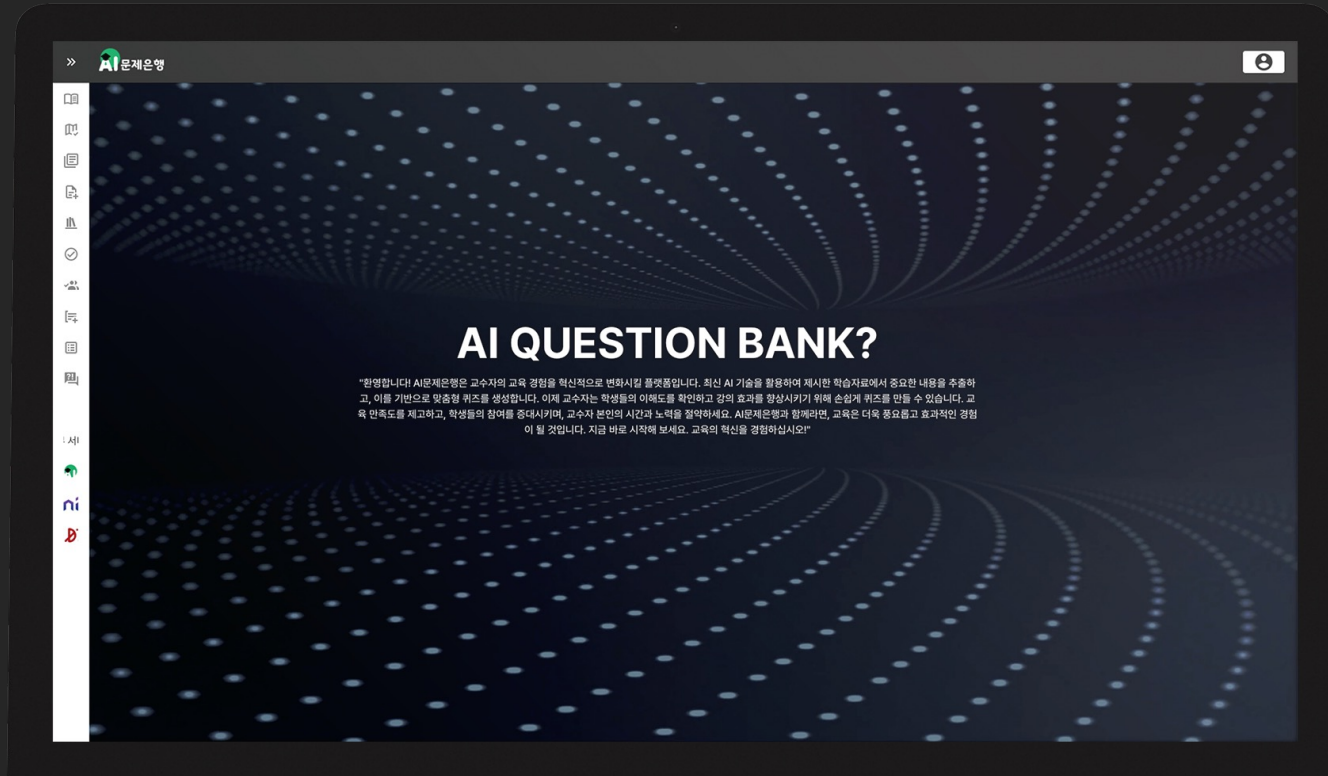 AI문제은행
AI QUESTION BANK?
"환영합니다! AI문제은행은 교수자의 교육 경험을 혁신적으로 변화시킬 플랫폼입니다. 최신 AI 기술을 활용하여 제시한 학습자료에서 중요한 내용을 추출하
고, 이를 기반으로 맞춤형 퀴즈를 생성합니다. 이제 교수자는 학생들의 이해도를 확인하고 강의 효과를 향상시키기 위해 손쉽게 퀴즈를 만들 수 있습니다. 교
육 만족도를 제고하고, 학생들의 참여를 증대시키며, 교수자 본인의 시간과 노력을 절약하세요. AI문제은행과 함께라면, 교육은 더욱 풍요롭고 효과적인 경험
이 될 것입니다. 지금 바로 시작해 보세요. 교육의 혁신을 경험하십시오!"
서
ni